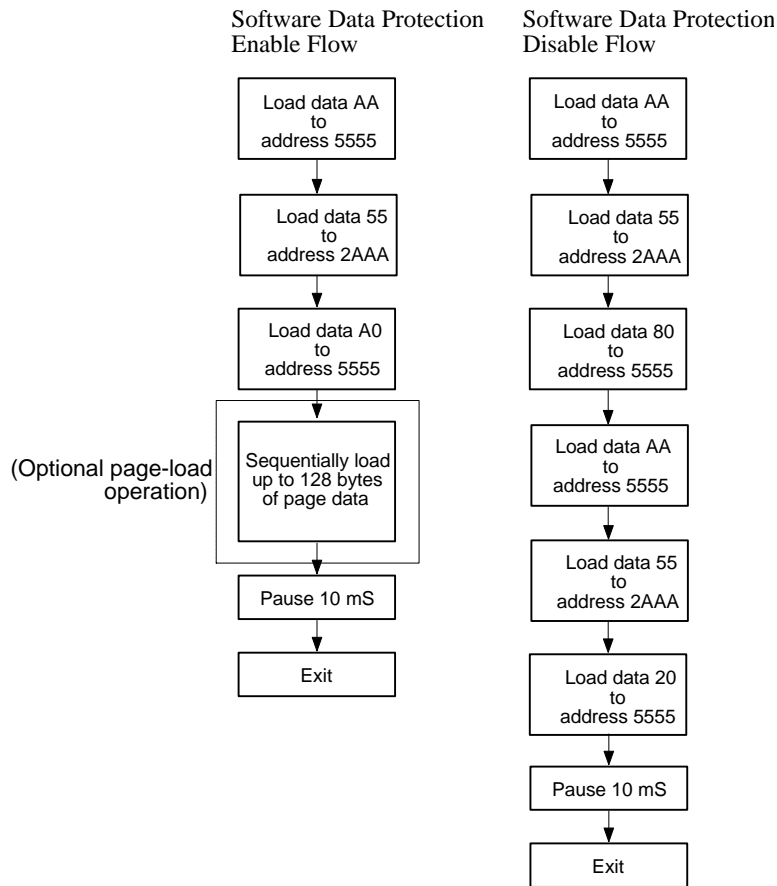 Software Data Protection
Enable Flow
Load data AA
to
address 5555
Load data 55
to
address 2AAA
Load data A0
to
address 5555
(Optional page-load
operation)
Sequentially load
up to 128 bytes
of page data
Pause 10 mS
Exit
Software Data Protection
Disable Flow
Load data AA
to
address 5555
Load data 55
to
address 2AAA
Load data 80
to
address 5555
Load data AA
to
address 5555
Load data 55
to
address 2AAA
Load data 20
to
address 5555
Pause 10 mS
Exit